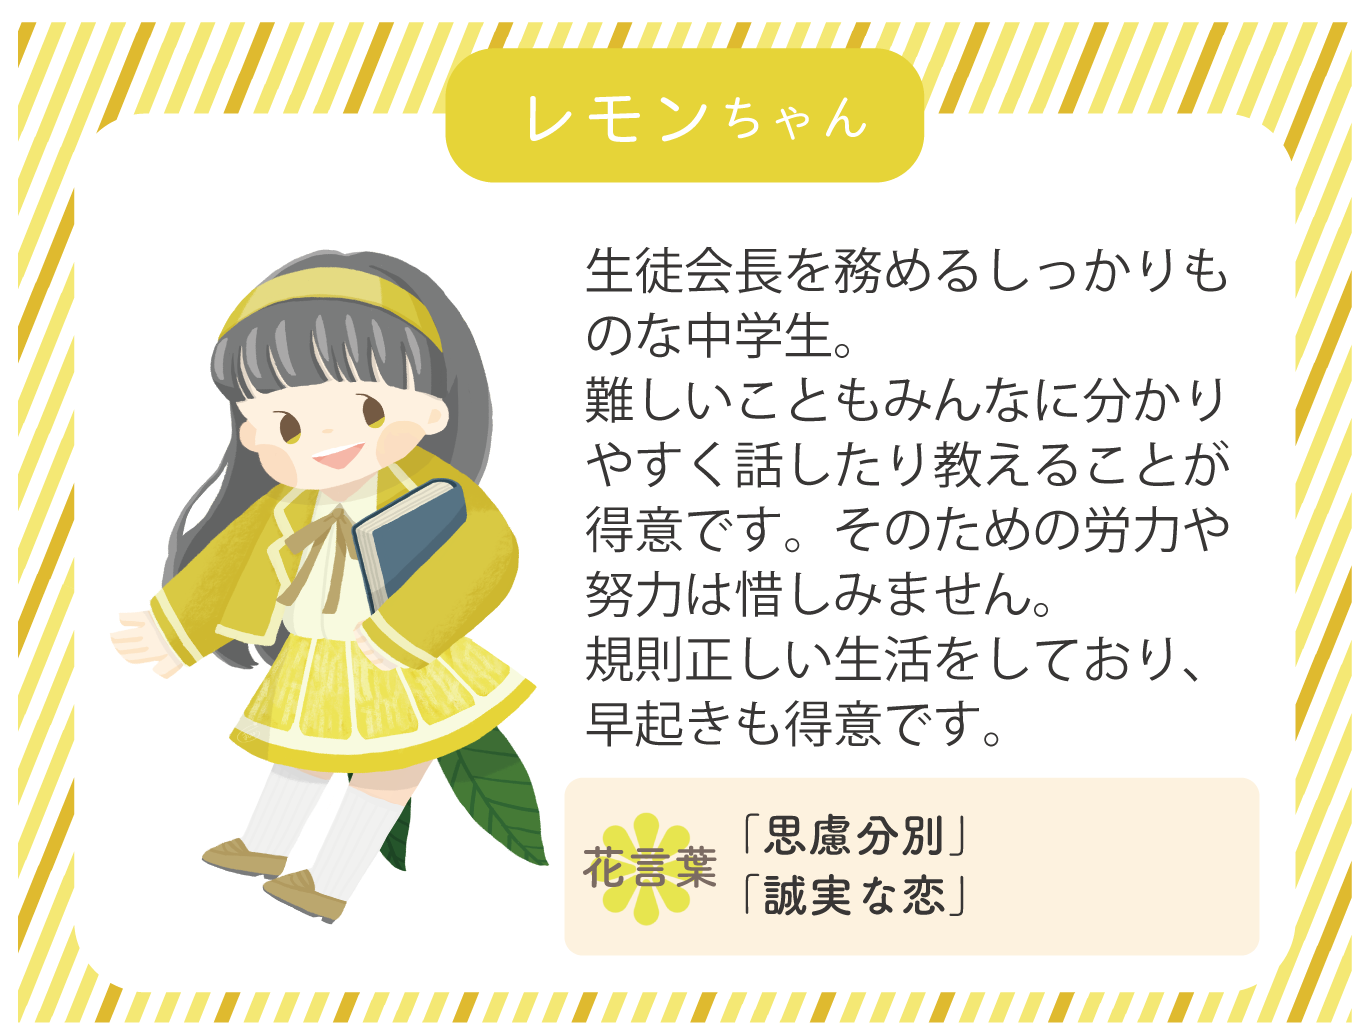 レモンちゃん
生徒会長を務めるしっかりも
のな中学生。
難しいこともみんなに分かり
やすく話したり教えることが
得意です。そのための労力や
努力は惜しみません。
規則正しい生活をしており、
早起きも得意です。
花言葉
「思慮分別」
「誠実な恋」